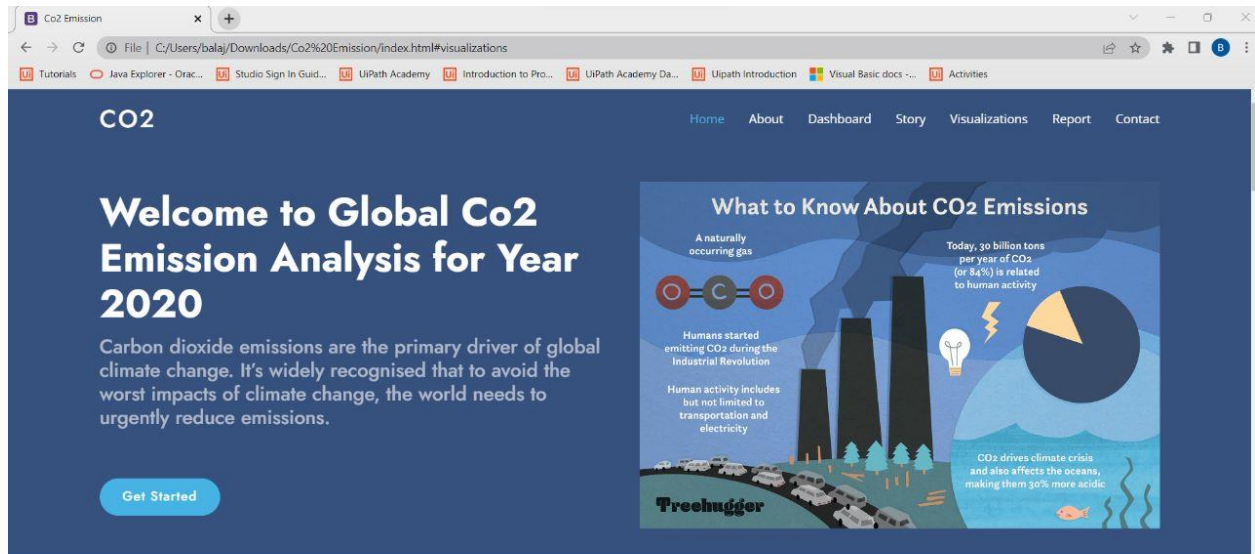 B Co2 Emission
File | C:/Users/balaj/Downloads/Co2%20Emission/index.html#visualizations
B
Ui Tutorials Java Explorer - Orac... Ui Studio Sign In Guid... Ui UiPath Academy Ui Introduction to Pro... Ui UiPath Academy Da... Ui Uipath Introduction Visual Basic docs -... Ui Activities
CO2 Home About Dashboard Story Visualizations Report Contact
Welcome to Global Co2
Emission Analysis for Year
2020
Carbon dioxide emissions are the primary driver of global
climate change. It’s widely recognised that to avoid the
worst impacts of climate change, the world needs to
urgently reduce emissions.
Get Started
What to Know About CO2 Emissions
A naturally
occurring gas
O=C=O
Humans started
emitting CO2 during the
Industrial Revolution
Human activity includes
but not limited to
transportation and
electricity
Today, 30 billion tons
per year of CO2
(or 84%) is related
to human activity
CO2 drives climate crisis
and also affects the oceans,
making them 30% more acidic
Treehugger